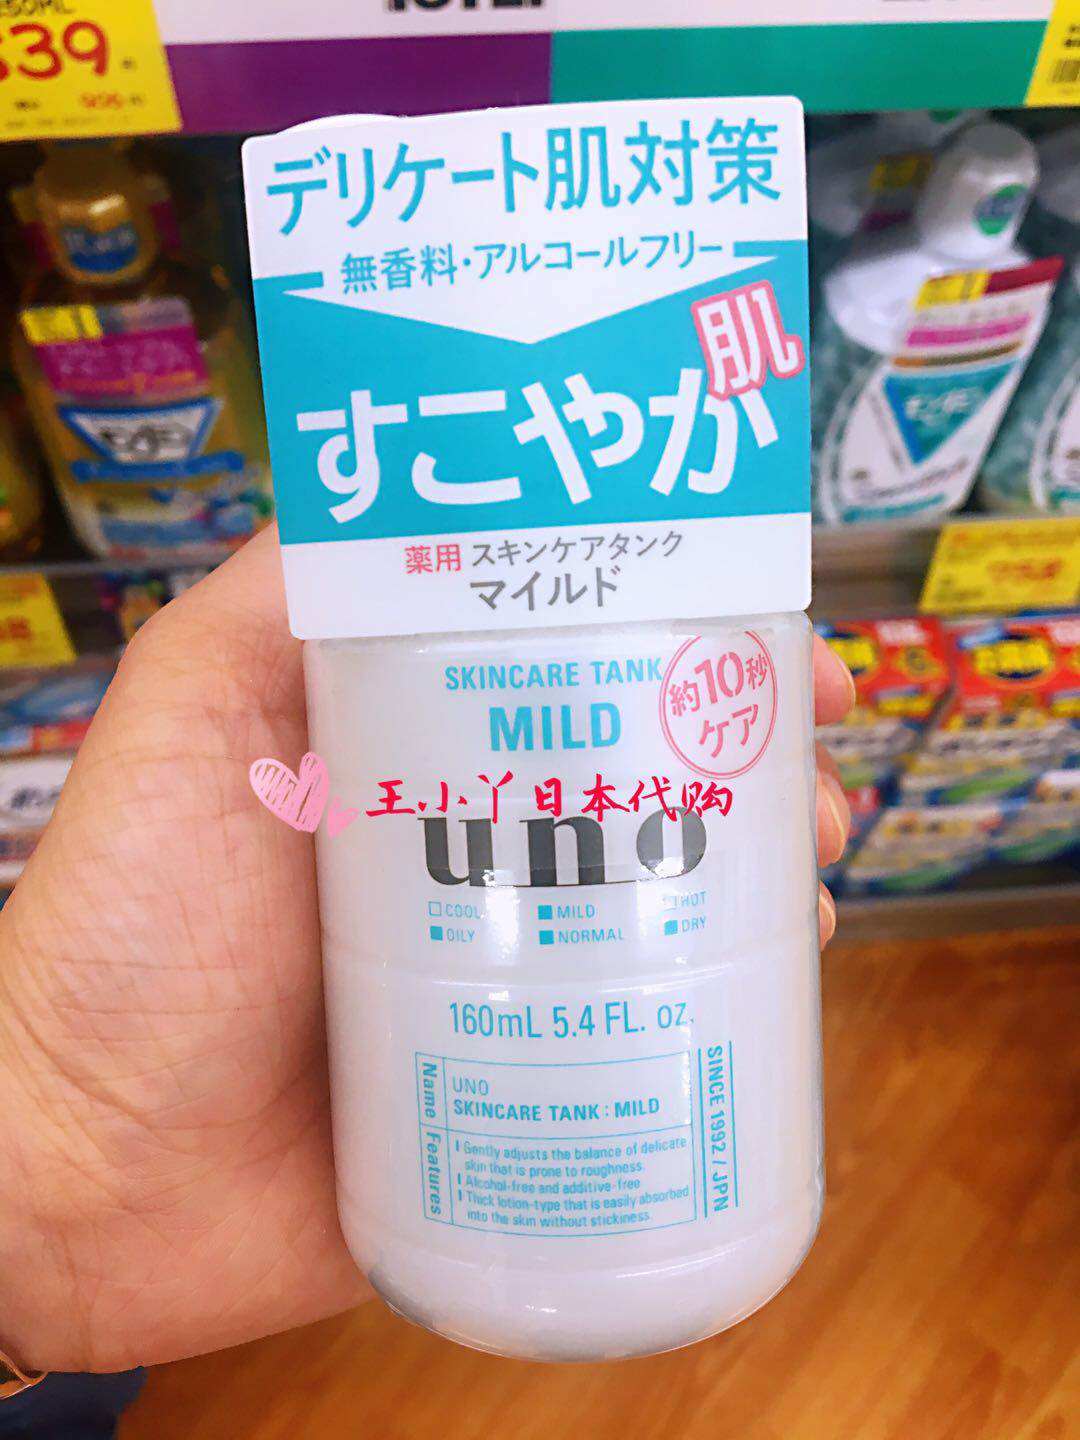 デリケート肌対策
無香料・アルコールフリー
すこやか肌
薬用 スキンケアタンク
マイルド
SKINCARE TANK
MILD
約10秒
ケア
王小丫日本代购
uno
COOL MILD HOT
OILY NORMAL DRY
160mL 5.4 FL. OZ.
Name
UNO
SKINCARE TANK : MILD
Features
Gently adjusts the balance of delicate
skin that is prone to roughness.
Alcohol-free and additive-free
Thick lotion-type that is easily absorbed
into the skin without stickiness.
SINCE 1992 / JPN